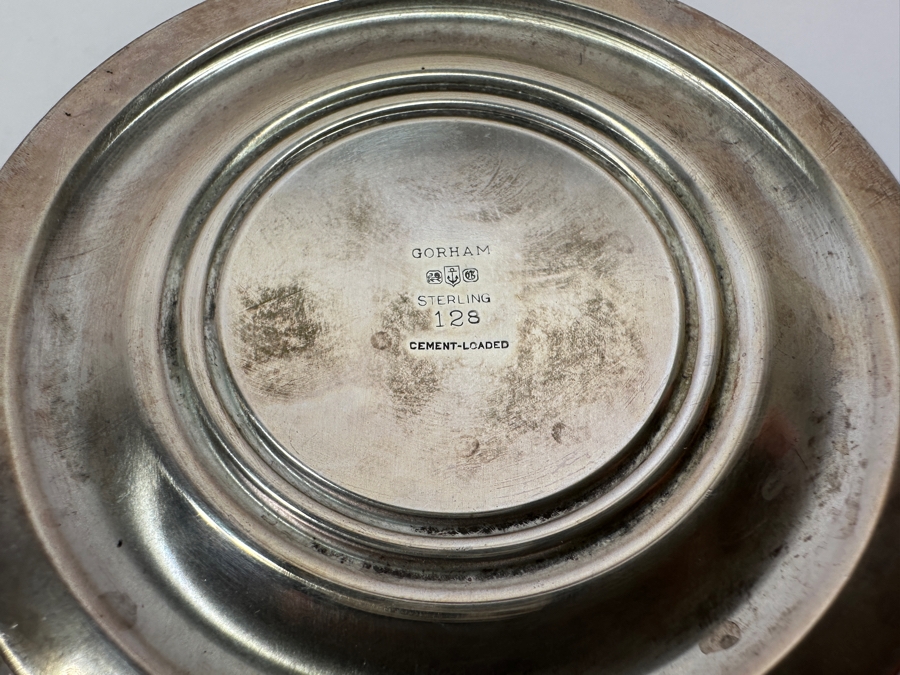 GORHAM
STERLING
128
CEMENT-LOADED